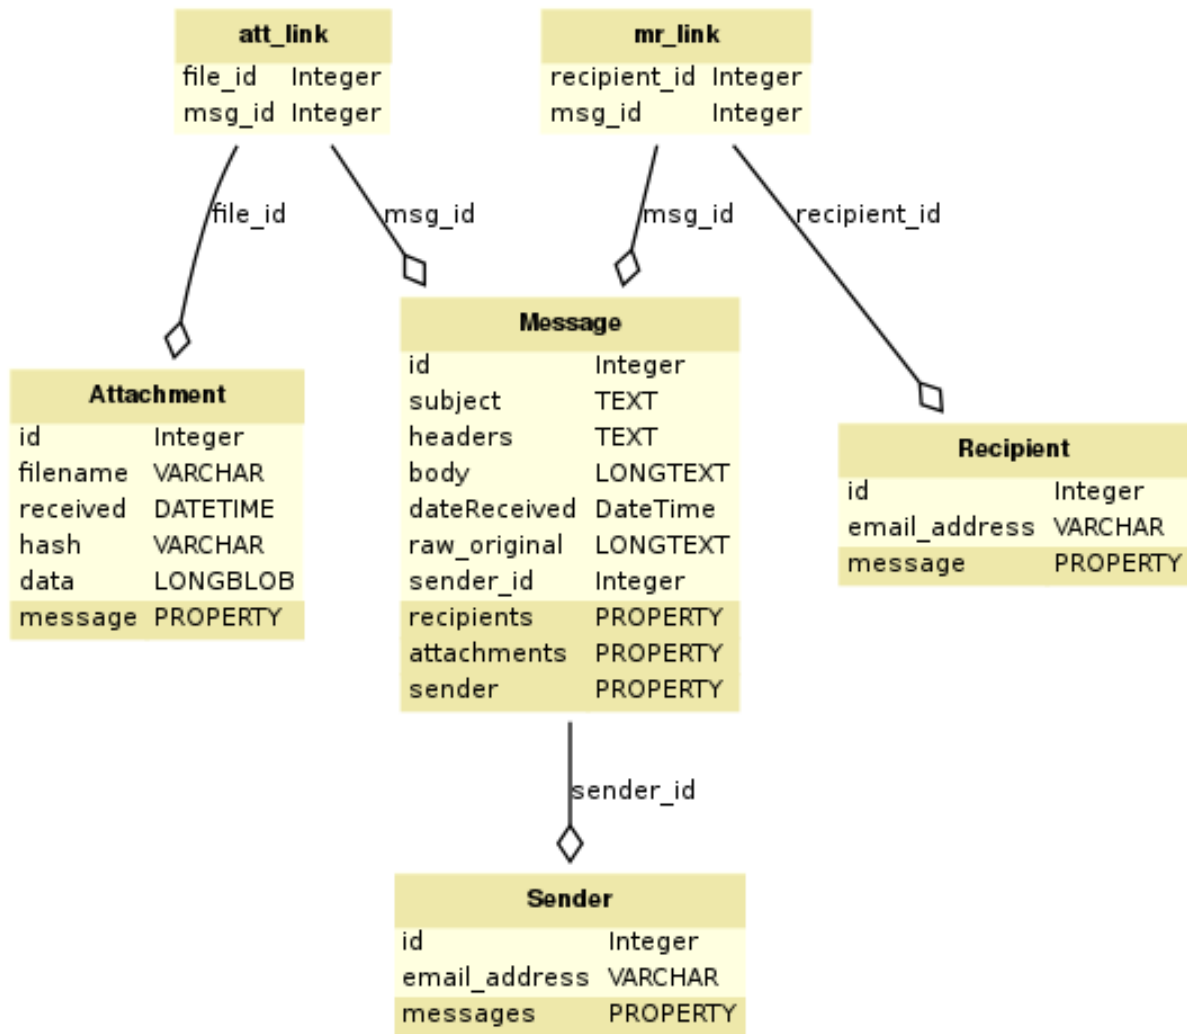 att_link
file_id Integer
msg_id Integer
mr_link
recipient_id Integer
msg_id Integer
file_id
msg_id
msg_id
recipient_id
Attachment
id Integer
filename VARCHAR
received DATETIME
hash VARCHAR
data LONGBLOB
message PROPERTY
Message
id Integer
subject TEXT
headers TEXT
body LONGTEXT
dateReceived DateTime
raw_original LONGTEXT
sender_id Integer
recipients PROPERTY
attachments PROPERTY
sender PROPERTY
Recipient
id Integer
email_address VARCHAR
message PROPERTY
sender_id
Sender
id Integer
email_address VARCHAR
messages PROPERTY